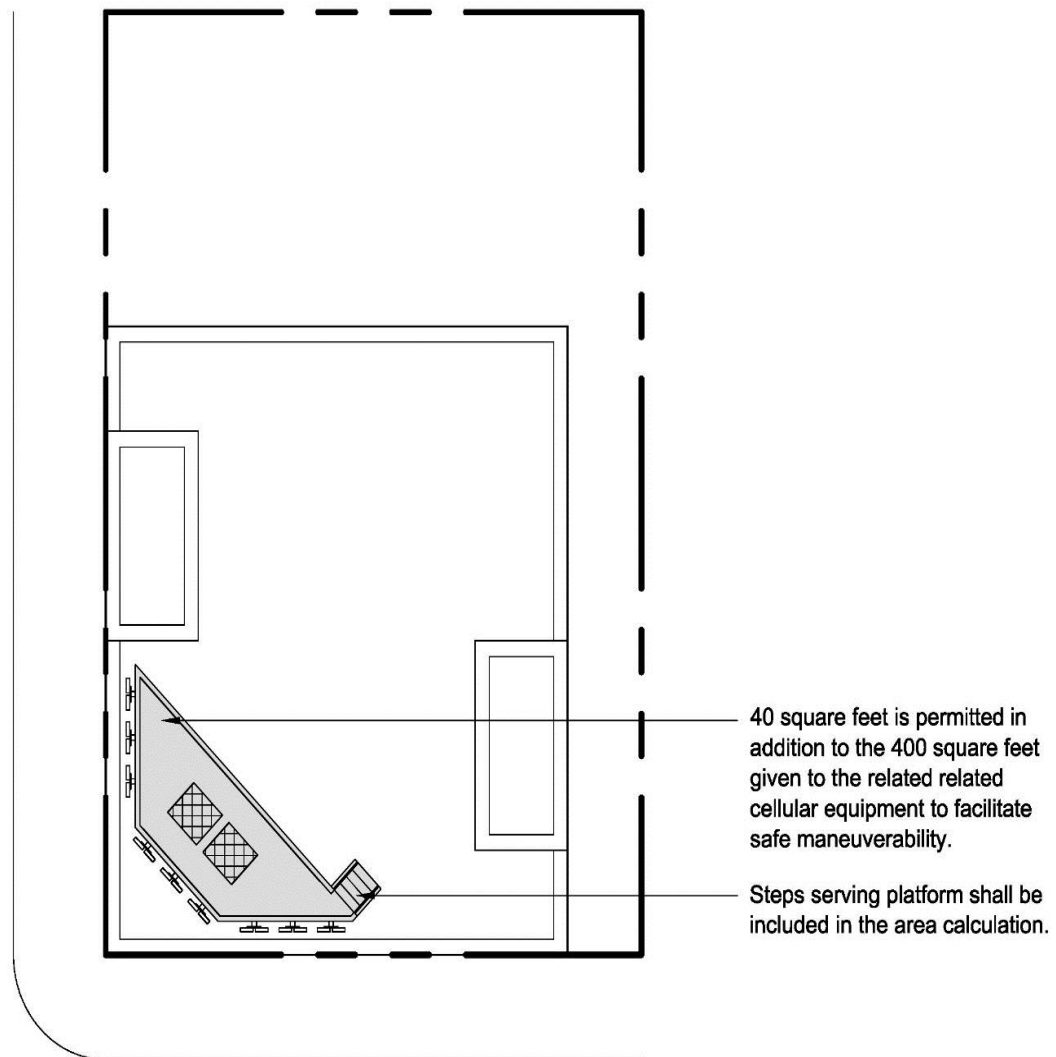 40 square feet is permitted in
addition to the 400 square feet
given to the related related
cellular equipment to facilitate
safe maneuverability.
Steps serving platform shall be
included in the area calculation.